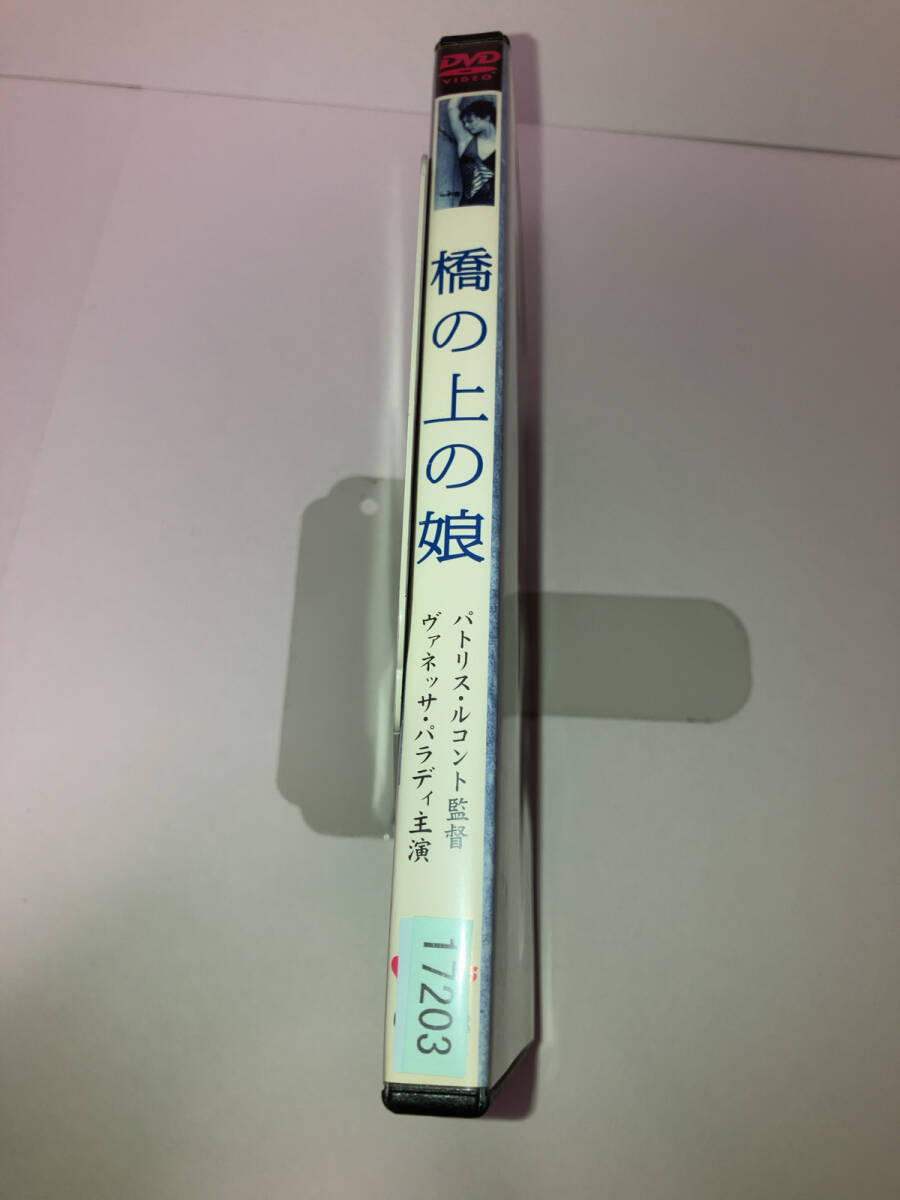 DVD
VIDEO
橋の上の娘
パトリス・ルコント監督
ヴァネッサ・パラディ主演
17203